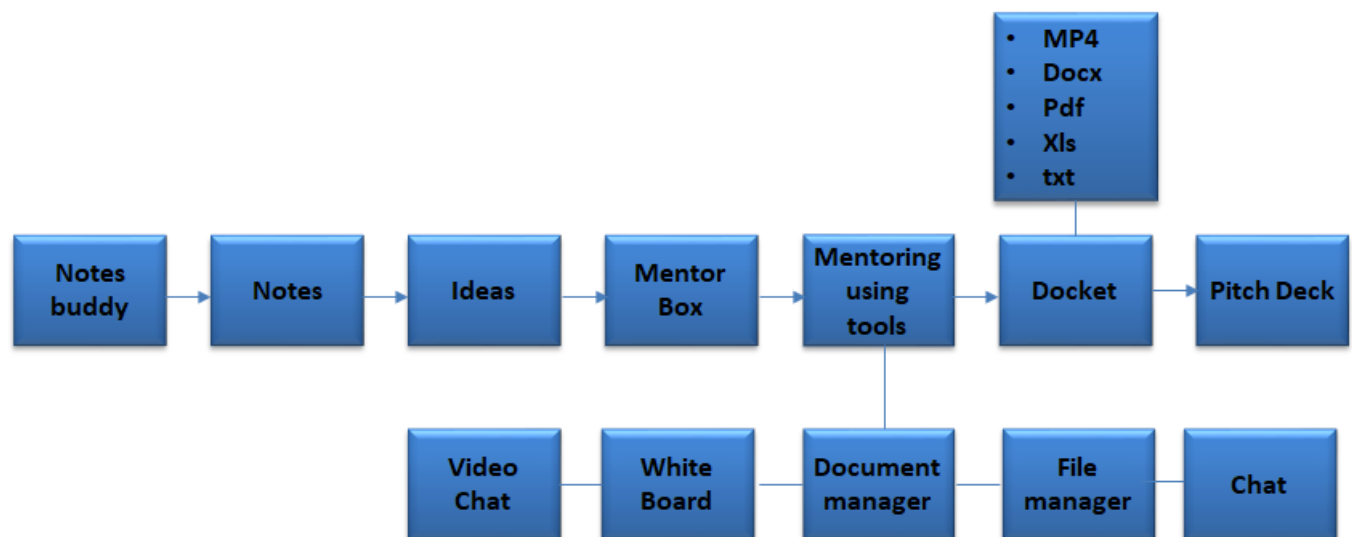 • MP4
• Docx
• Pdf
• Xls
• txt
Notes
buddy
Notes
Ideas
Mentor
Box
Mentoring
using
tools
Docket
Pitch Deck
Video
Chat
White
Board
Document
manager
File
manager
Chat